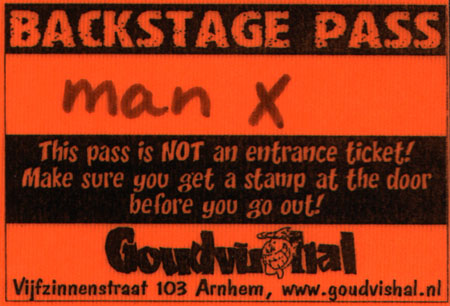 BACKSTAGE PASS
man X
This pass is NOT an entrance ticket!
Make sure you get a stamp at the door
before you go out!
Goudvishal
Vijfzinnenstraat 103 Arnhem, www.goudvishal.nl